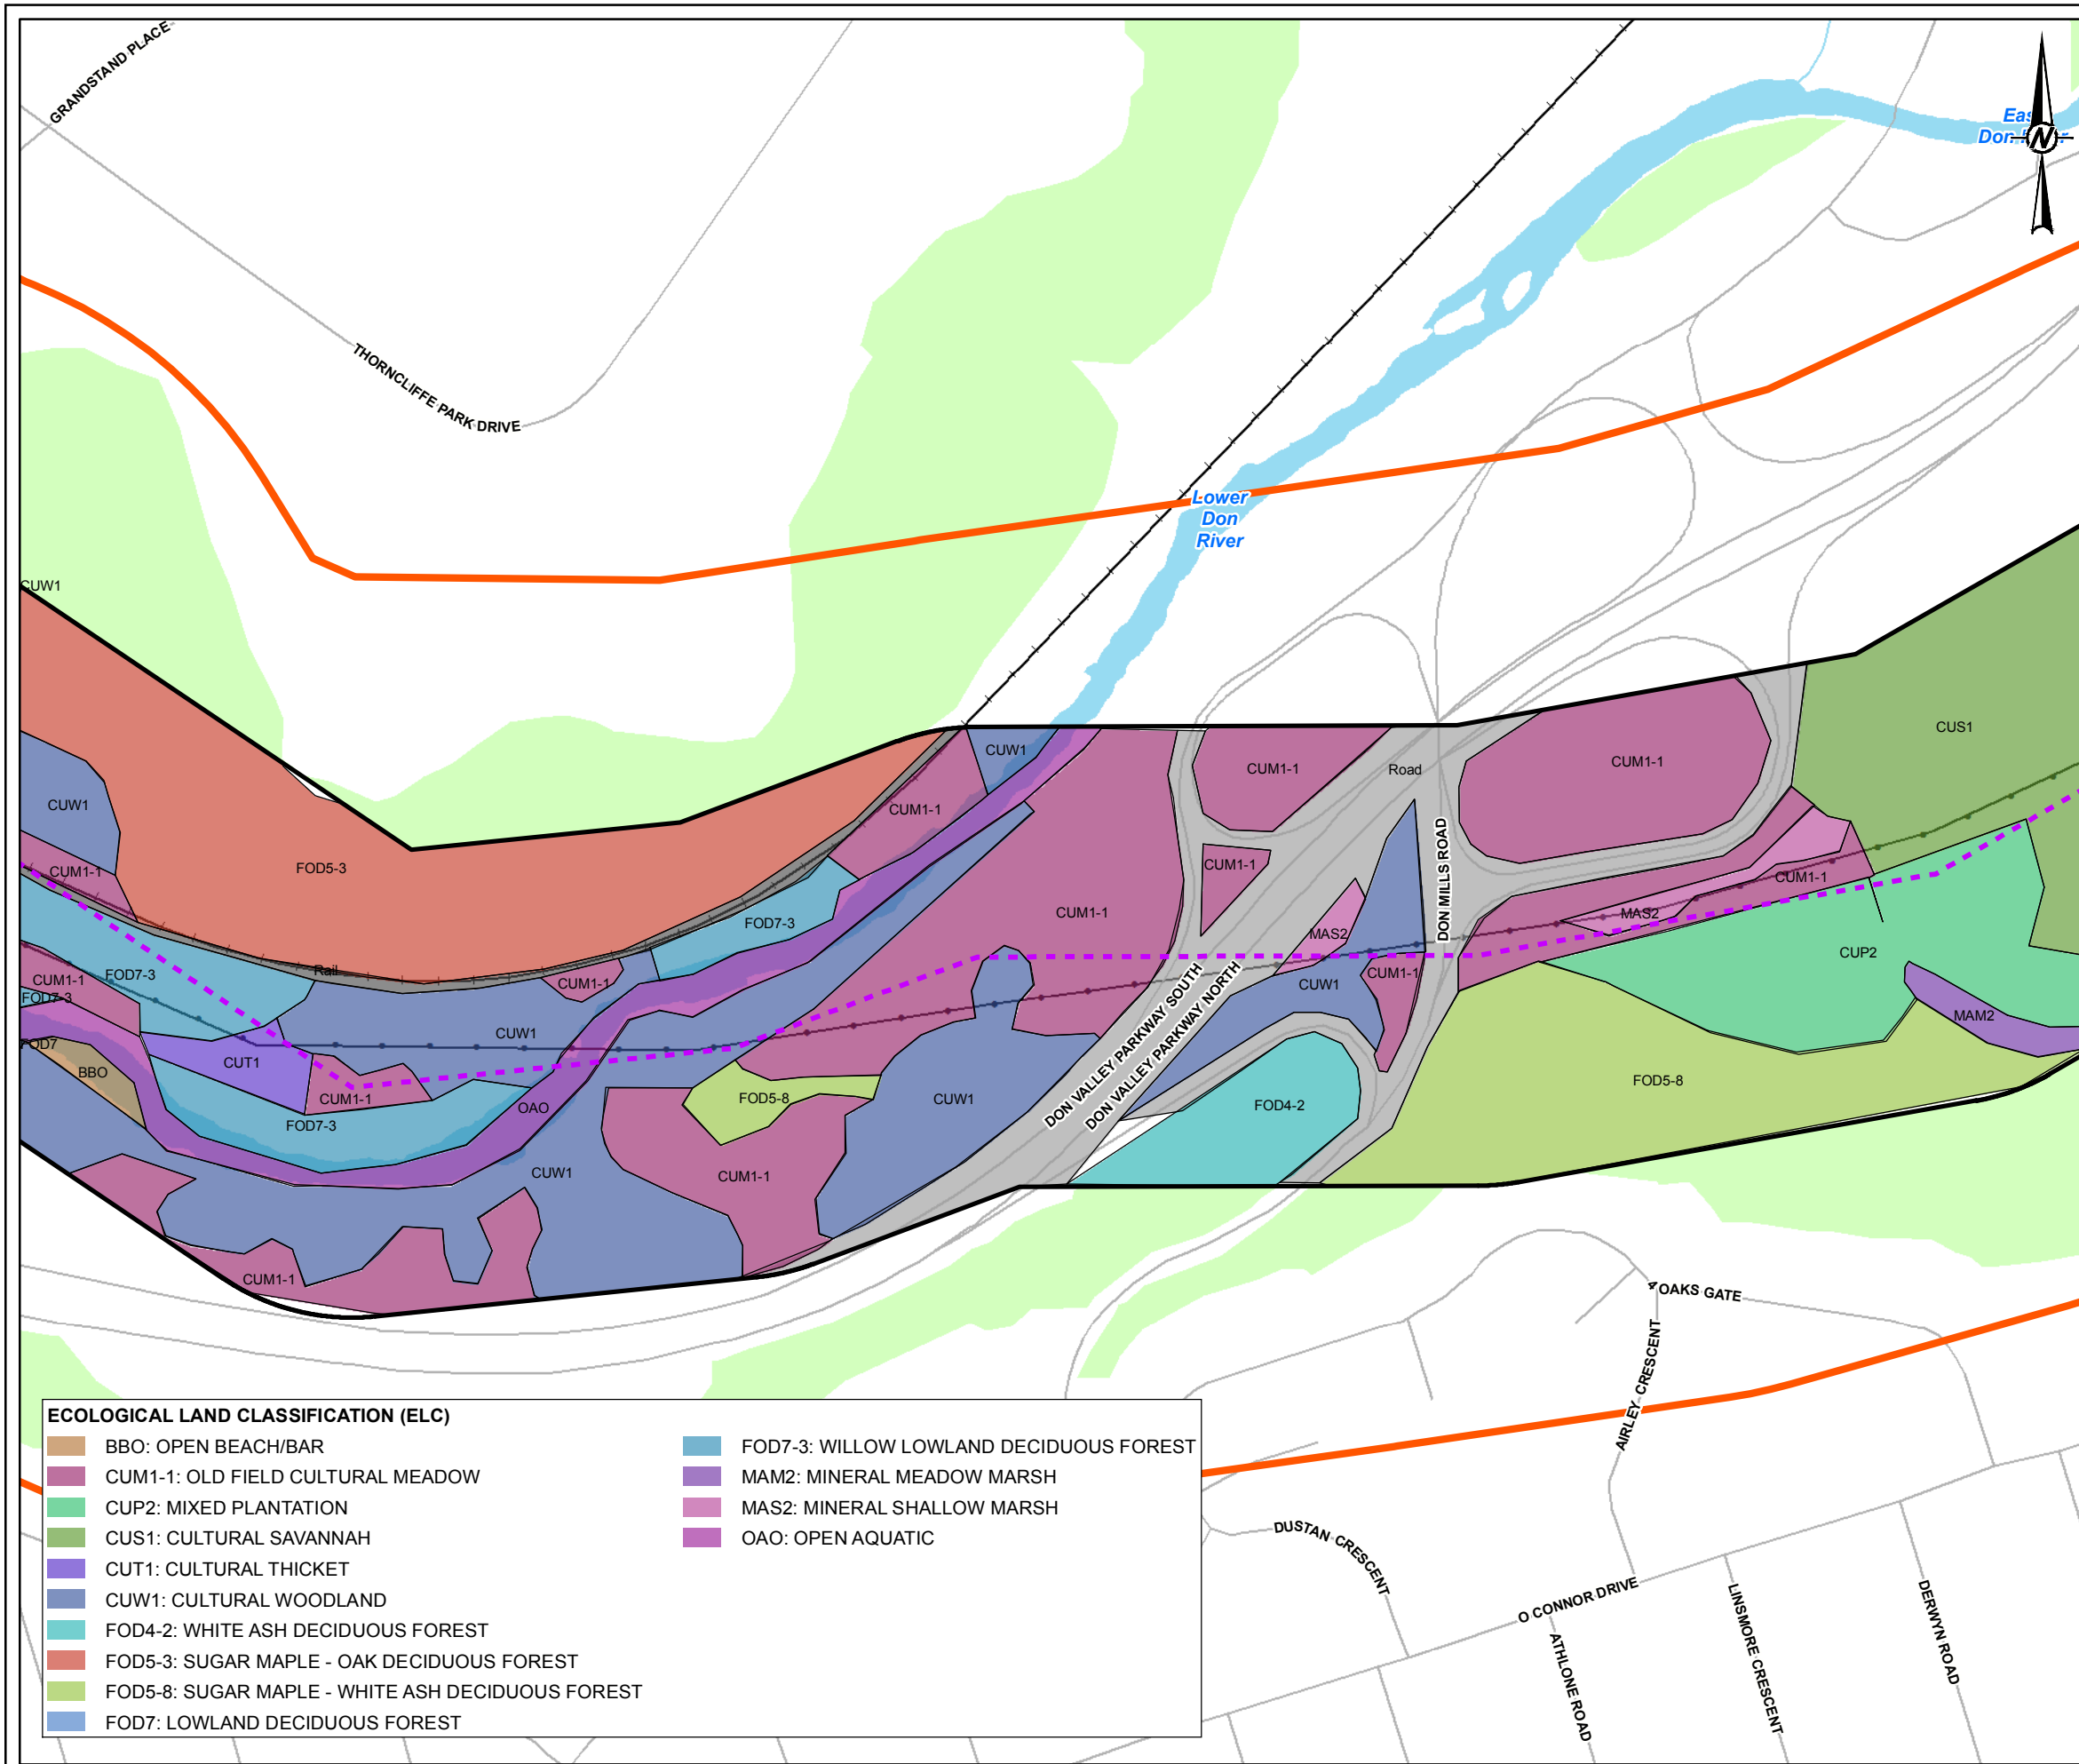 GRANDSTAND PLACE
East
Don River
N
THORNCLIFFE PARK DRIVE
Lower
Don
River
CUW1
CUS1
CUW1
CUM1-1
CUM1-1
Road
CUW1
CUM1-1
FOD5-3
CUM1-1
CUM1-1
CUM1-1
CUM1-1
CUM1-1
FOD7-3
MAS2
MAS2
DON MILLS ROAD
CUP2
Rail
FOD7-3
CUM1-1
CUM1-1
CUM1-1
CUW1
FOD7-3
MAM2
CUW1
FOD7
CUT1
BBO
FOD5-8
CUM1-1
FOD5-8
CUW1
OAO
FOD4-2
FOD7-3
DON VALLEY PARKWAY SOUTH
DON VALLEY PARKWAY NORTH
CUW1
CUM1-1
CUM1-1
4 OAKS GATE
AIRLEY CRESCENT
ECOLOGICAL LAND CLASSIFICATION (ELC)
BBO: OPEN BEACH/BAR
CUM1-1: OLD FIELD CULTURAL MEADOW
CUP2: MIXED PLANTATION
CUS1: CULTURAL SAVANNAH
CUT1: CULTURAL THICKET
CUW1: CULTURAL WOODLAND
FOD4-2: WHITE ASH DECIDUOUS FOREST
FOD5-3: SUGAR MAPLE - OAK DECIDUOUS FOREST
FOD5-8: SUGAR MAPLE - WHITE ASH DECIDUOUS FOREST
FOD7: LOWLAND DECIDUOUS FOREST
FOD7-3: WILLOW LOWLAND DECIDUOUS FOREST
MAM2: MINERAL MEADOW MARSH
MAS2: MINERAL SHALLOW MARSH
OAO: OPEN AQUATIC
DUSTAN CRESCENT
O CONNOR DRIVE
ATHLONE ROAD
LINSMORE CRESCENT
DERWYN ROAD